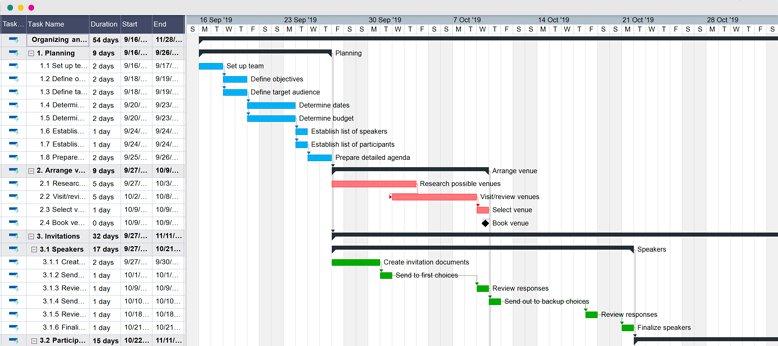 Task... Task Name Duration Start End 16 Sep '19 23 Sep '19 30 Sep '19 7 Oct '19 14 Oct '19 21 Oct '19 28 Oct '19
S M T W T F S S M T W T F S S M T W T F S S M T W T F S S M T W T F S S M T W T F S S M T W T F S
Organizing an... 54 days 9/16/... 11/28/...
1. Planning 9 days 9/16/... 9/26/... Planning
1.1 Set up te... 2 days 9/16/... 9/17/... Set up team
1.2 Define o... 2 days 9/18/... 9/19/... Define objectives
1.3 Define ta... 2 days 9/18/... 9/19/... Define target audience
1.4 Determi... 2 days 9/20/... 9/23/... Determine dates
1.5 Determi... 2 days 9/20/... 9/23/... Determine budget
1.6 Establis... 1 day 9/24/... 9/24/... Establish list of speakers
1.7 Establis... 1 day 9/24/... 9/24/... Establish list of participants
1.8 Prepare... 2 days 9/25/... 9/26/... Prepare detailed agenda
2. Arrange v... 9 days 9/27/... 10/9/... Arrange venue
2.1 Researc... 5 days 9/27/... 10/3/... Research possible venues
2.2 Visit/revi... 5 days 10/2/... 10/8/... Visit/review venues
2.3 Select v... 1 day 10/9/... 10/9/... Select venue
2.4 Book ve... 0 days 10/9/... 10/9/... Book venue
3. Invitations 32 days 9/27/... 11/11/...
3.1 Speakers 17 days 9/27/... 10/21... Speakers
3.1.1 Creat... 2 days 9/27/... 9/30/... Create invitation documents
3.1.2 Send... 1 day 10/1/... 10/1/... Send to first choices
3.1.3 Revie... 1 day 10/9/... 10/9/... Review responses
3.1.4 Send... 1 day 10/10... 10/10... Send out to backup choices
3.1.5 Revie... 1 day 10/18... 10/18... Review responses
3.1.6 Finali... 1 day 10/21... 10/21... Finalize speakers
3.2 Particip... 15 days 10/22... 11/11/...